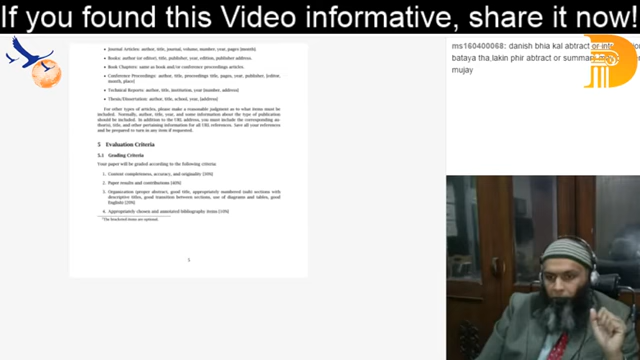 If you found this Video informative, share it now!
ms160400068: danish bhia kal abtract or
bataya tha,lakin phir abtract or summary
mujay
• Journal Articles: author, title, journal, volume, number, year, pages [month]
• Books: author (or editor), title, publisher, year, edition, publisher address.
• Book Chapters: same as book and/or conference proceedings articles.
• Conference Proceedings: author, title, proceedings title, pages, year, publisher, [editor,
month, place]
• Technical Reports: author, title, institution, year [number, address]
• Thesis/Dissertation: author, title, school, year, [address]
For other types of articles, please make a reasonable judgment as to what items must be
included. Normally, author, title, year, and some information about the type of publication
should be included. In addition to the URL address, you must include the corresponding au-
thor(s), title, and other pertaining information for all URL references. Save all your references
and be prepared to turn in any item if requested.
5 Evaluation Criteria
5.1 Grading Criteria
Your paper will be graded according to the following criteria:
1. Content completeness, accuracy, and originality [30%]
2. Paper results and contributions [40%]
3. Organization (proper abstract, good title, appropriately numbered (sub) sections with
descriptive titles, good transition between sections, use of diagrams and tables, good
English) [20%]
4. Appropriately chosen and annotated bibliography items [10%]
The bracketed items are optional.
5